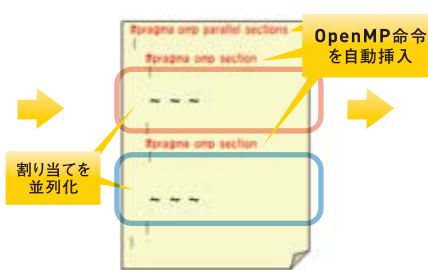 #pragma omp parallel sections
{
#pragma omp section
{
~ ~ ~
}
#pragma omp section
{
~ ~ ~
}
}
OpenMP命令
を自動挿入
割り当てを
並列化